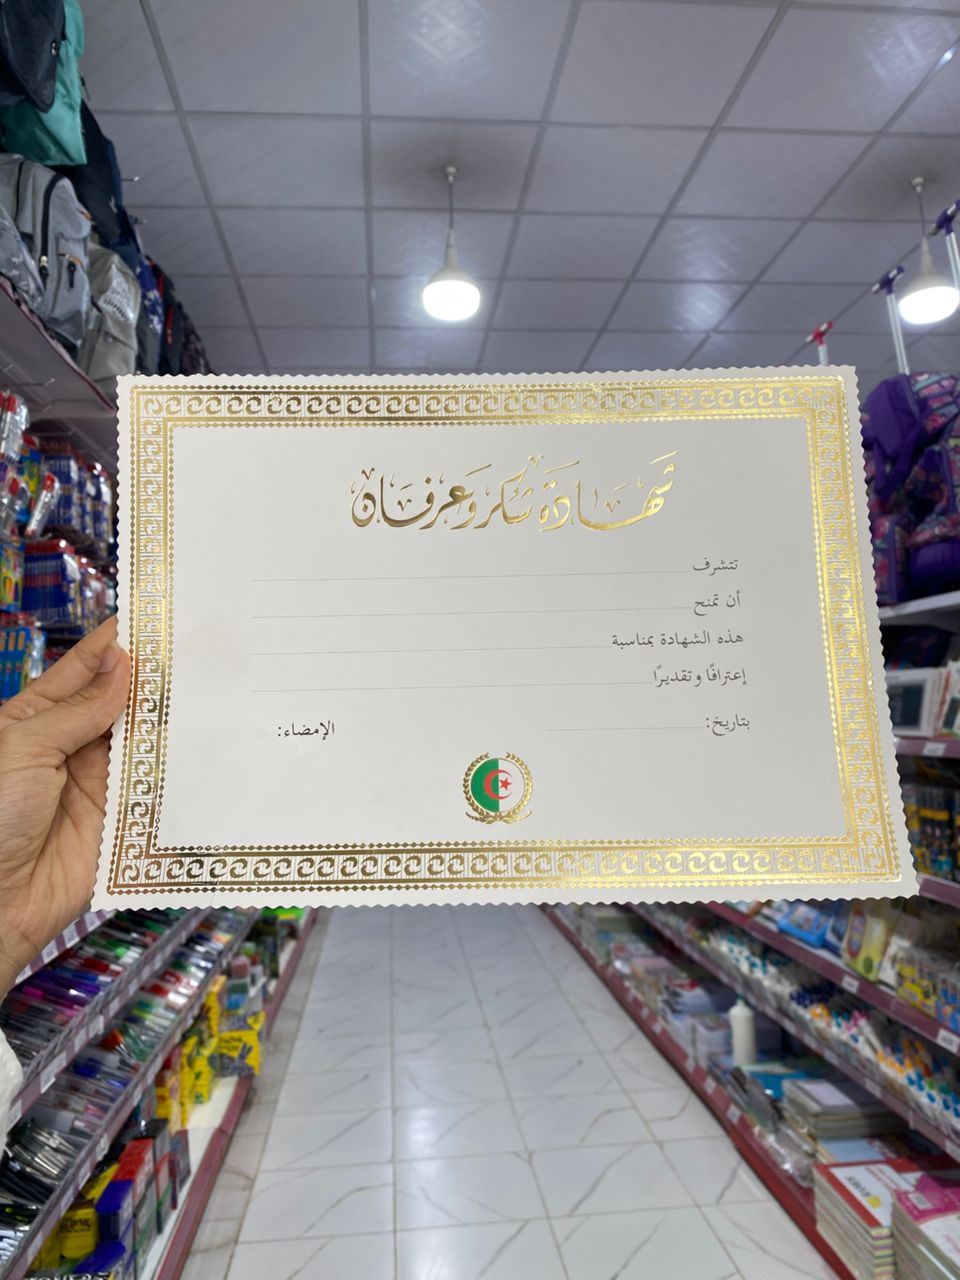 شهادة شكر وعرفان
تتشرف
أن تمنح
هذه الشهادة بمناسبة
إعترافًا وتقديرًا
بتاريخ:
الإمضاء: